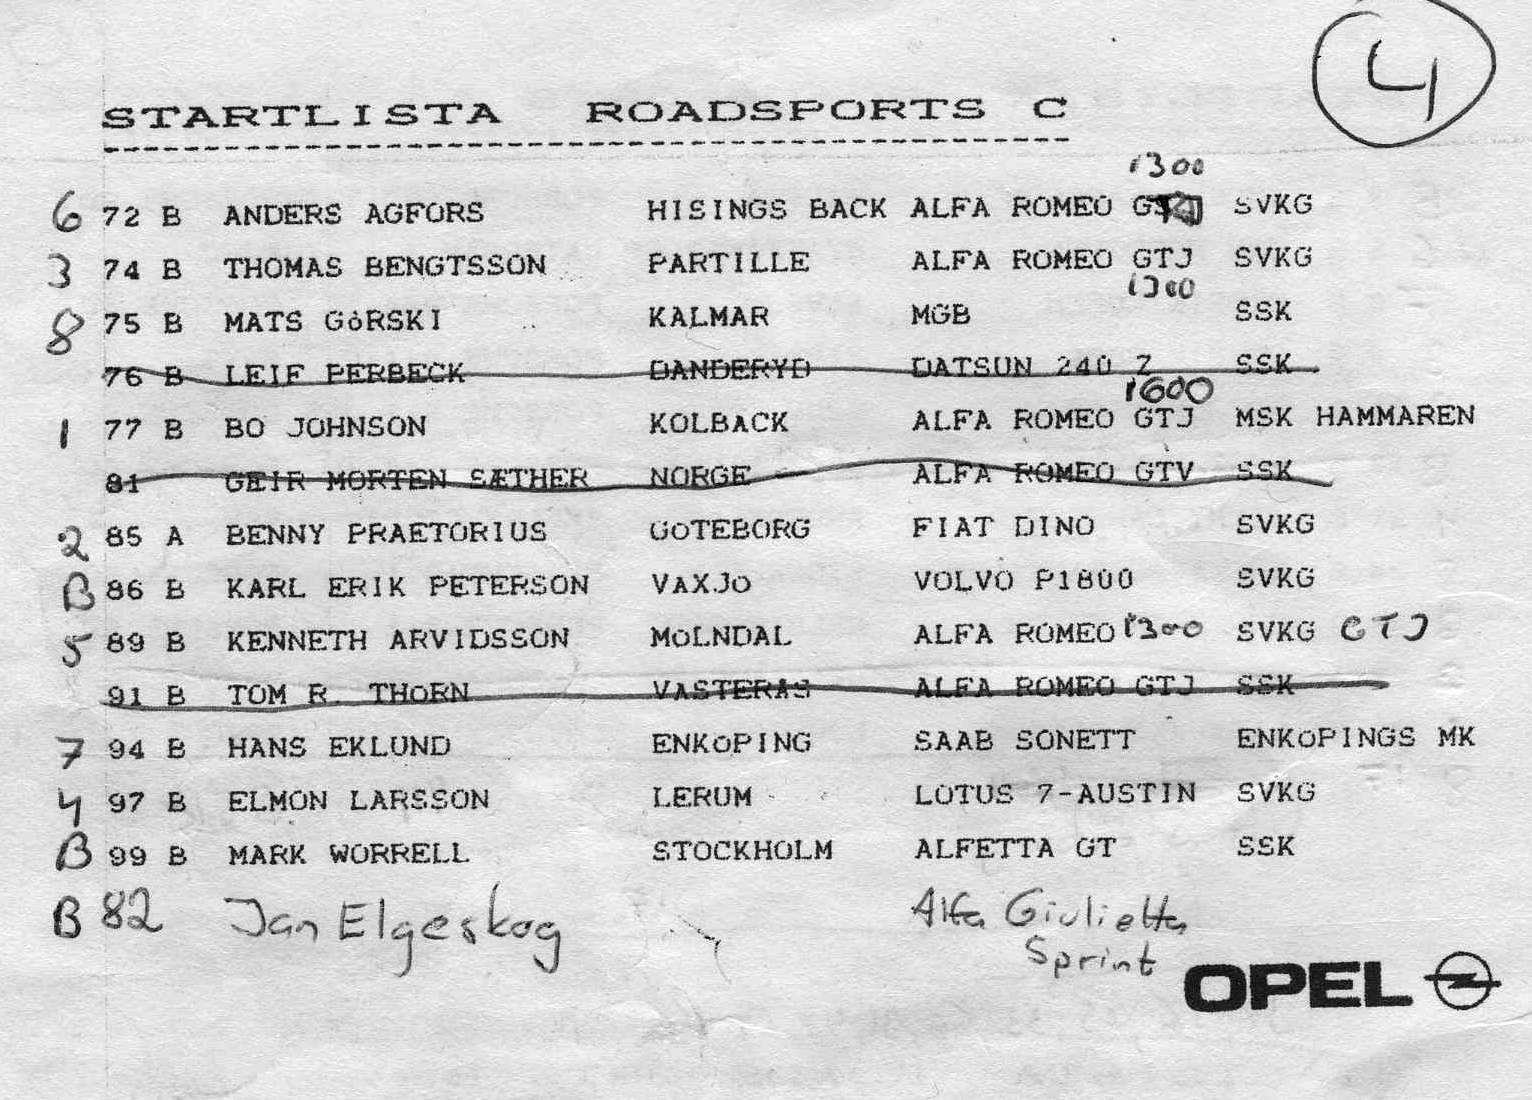 4
STARTLISTA ROADSPORTS C
1300
6 72 B ANDERS AGFORS HISINGS BACK ALFA ROMEO SVKG
3 74 B THOMAS BENGTSSON PARTILLE ALFA ROMEO GTJ SVKG
1300
8 75 B MATS GöRSKI KALMAR MGB SSK
76 B LEIF PERBECK DANDERYD DATSUN 240 Z SSK
1600
1 77 B BO JOHNSON KOLBACK ALFA ROMEO GTJ MSK HAMMAREN
81 GEIR MORTEN SÆTHER NORGE ALFA ROMEO GTV SSK
2 85 A BENNY PRAETORIUS GoTEBORG FIAT DINO SVKG
B 86 B KARL ERIK PETERSON VAXJo VOLVO P1800 SVKG
5 89 B KENNETH ARVIDSSON MoLNDAL ALFA ROMEO 1300 SVKG GTJ
91 B TOM R. THoRN VASTERAS ALFA ROMEO GTJ SSK
7 94 B HANS EKLUND ENKoPING SAAB SONETT ENKoPINGS MK
4 97 B ELMON LARSSON LERUM LOTUS 7-AUSTIN SVKG
B 99 B MARK WORRELL STOCKHOLM ALFETTA GT SSK
B 82 Jan Elgeskog Alfa Giulietta
Sprint
OPEL